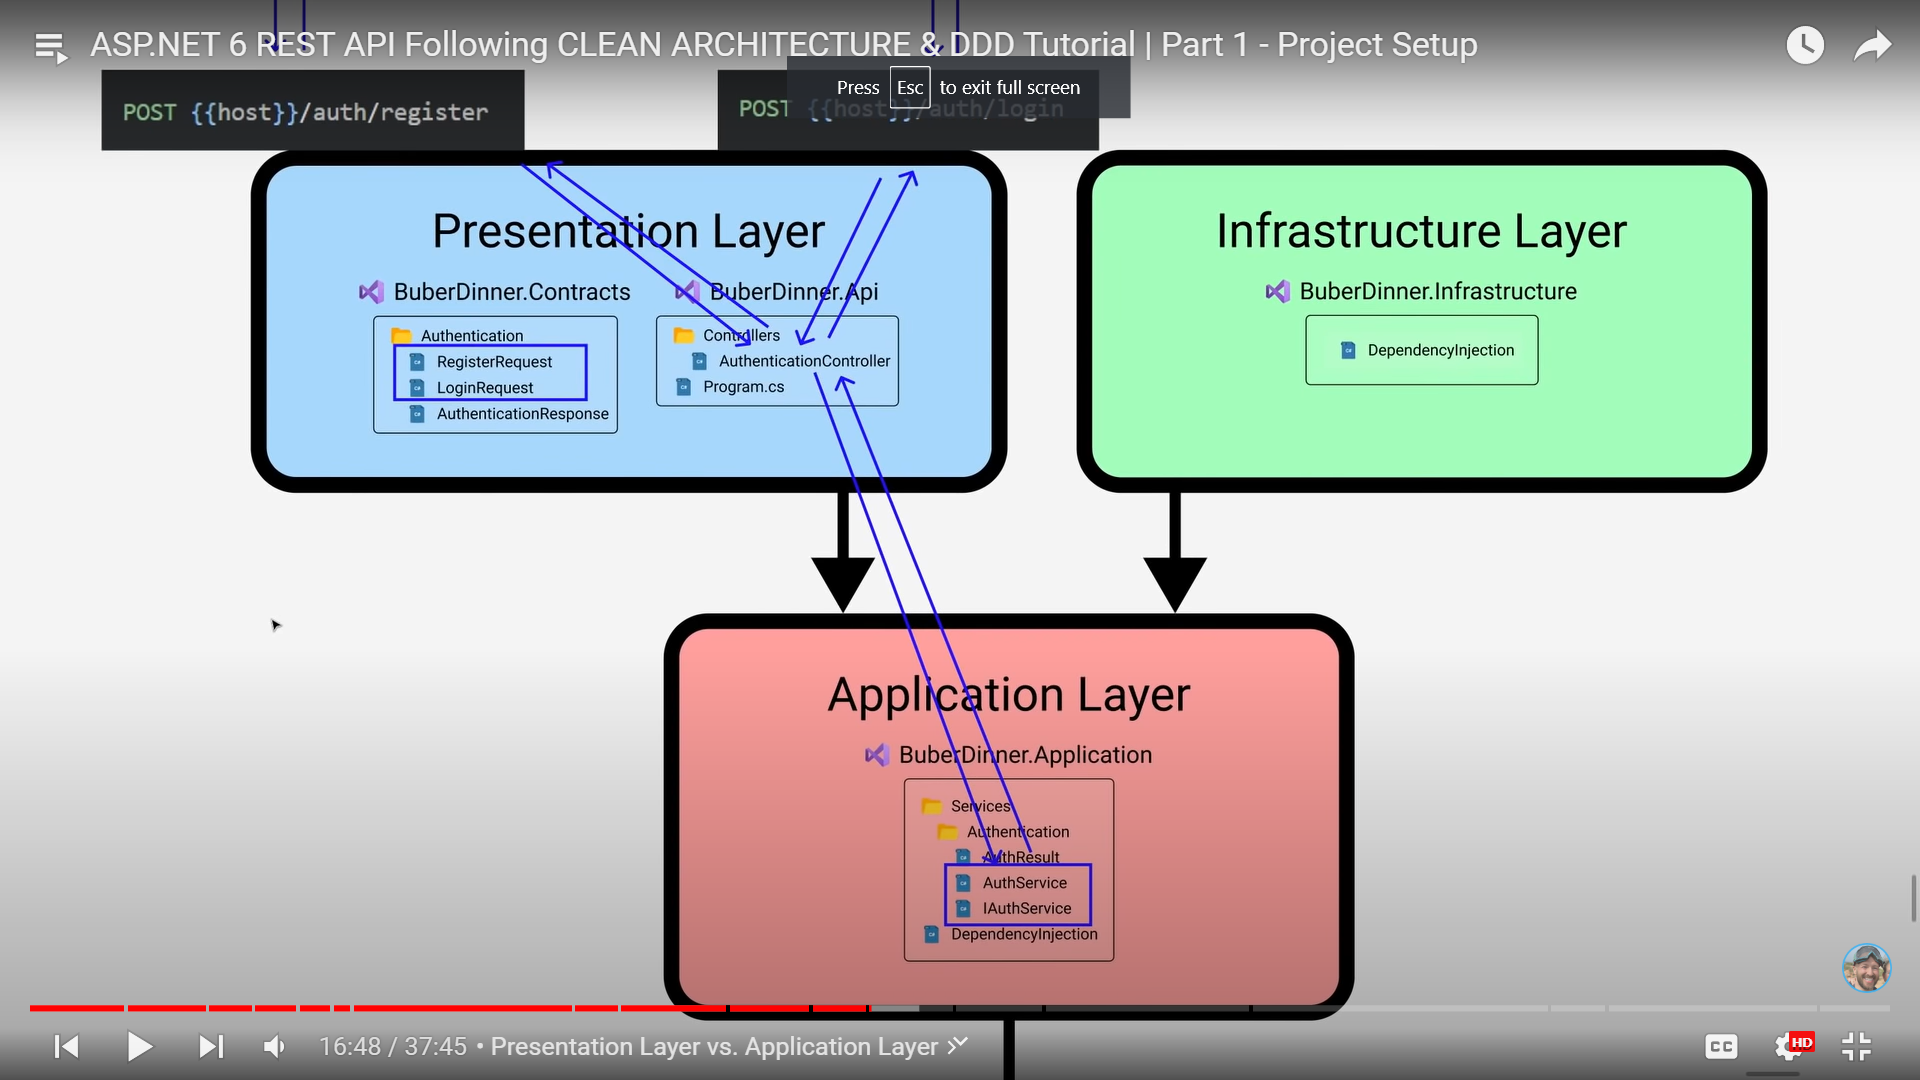 ASP.NET 6 REST API Following CLEAN ARCHITECTURE & DDD Tutorial | Part 1 - Project Setup
Press Esc to exit full screen
POST {{host}}/auth/register
POST {{host}}/auth/login
Presentation Layer
BuberDinner.Contracts
Authentication
RegisterRequest
LoginRequest
AuthenticationResponse
BuberDinner.Api
Controllers
AuthenticationController
Program.cs
Infrastructure Layer
BuberDinner.Infrastructure
DependencyInjection
Application Layer
BuberDinner.Application
Services
Authentication
AuthResult
AuthService
IAuthService
DependencyInjection
16:48 / 37:45 • Presentation Layer vs. Application Layer
CC
HD